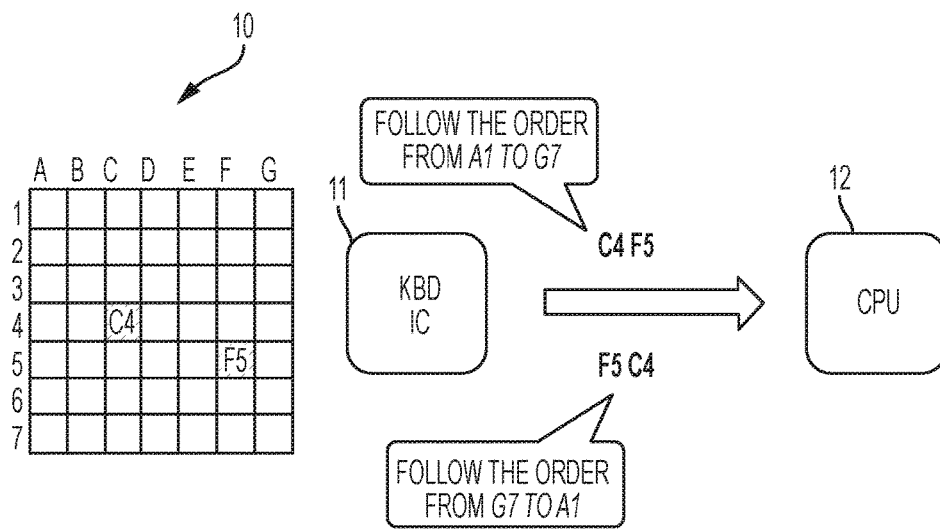 10
FOLLOW THE ORDER
FROM A1 TO G7
A B C D E F G
11
12
1
2
3
4
5
6
7
C4
F5
KBD
IC
C4 F5
F5 C4
CPU
FOLLOW THE ORDER
FROM G7 TO A1